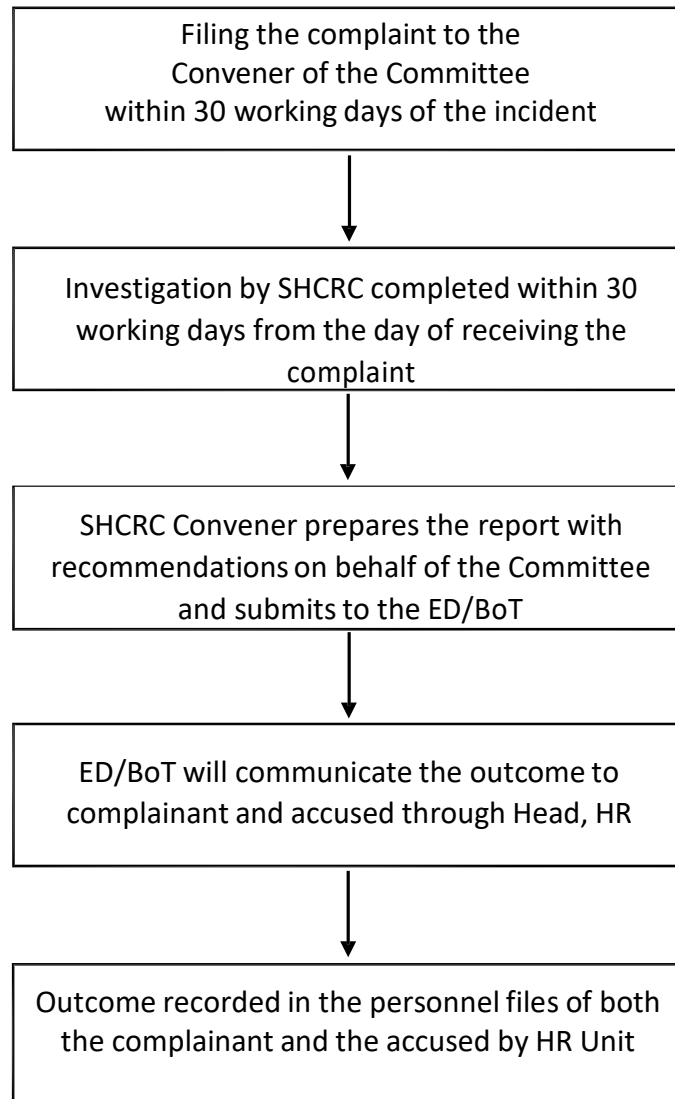 Filing the complaint to the
Convener of the Committee
within 30 working days of the incident
Investigation by SHCRC completed within 30
working days from the day of receiving the
complaint
SHCRC Convener prepares the report with
recommendations on behalf of the Committee
and submits to the ED/BoT
ED/BoT will communicate the outcome to
complainant and accused through Head, HR
Outcome recorded in the personnel files of both
the complainant and the accused by HR Unit